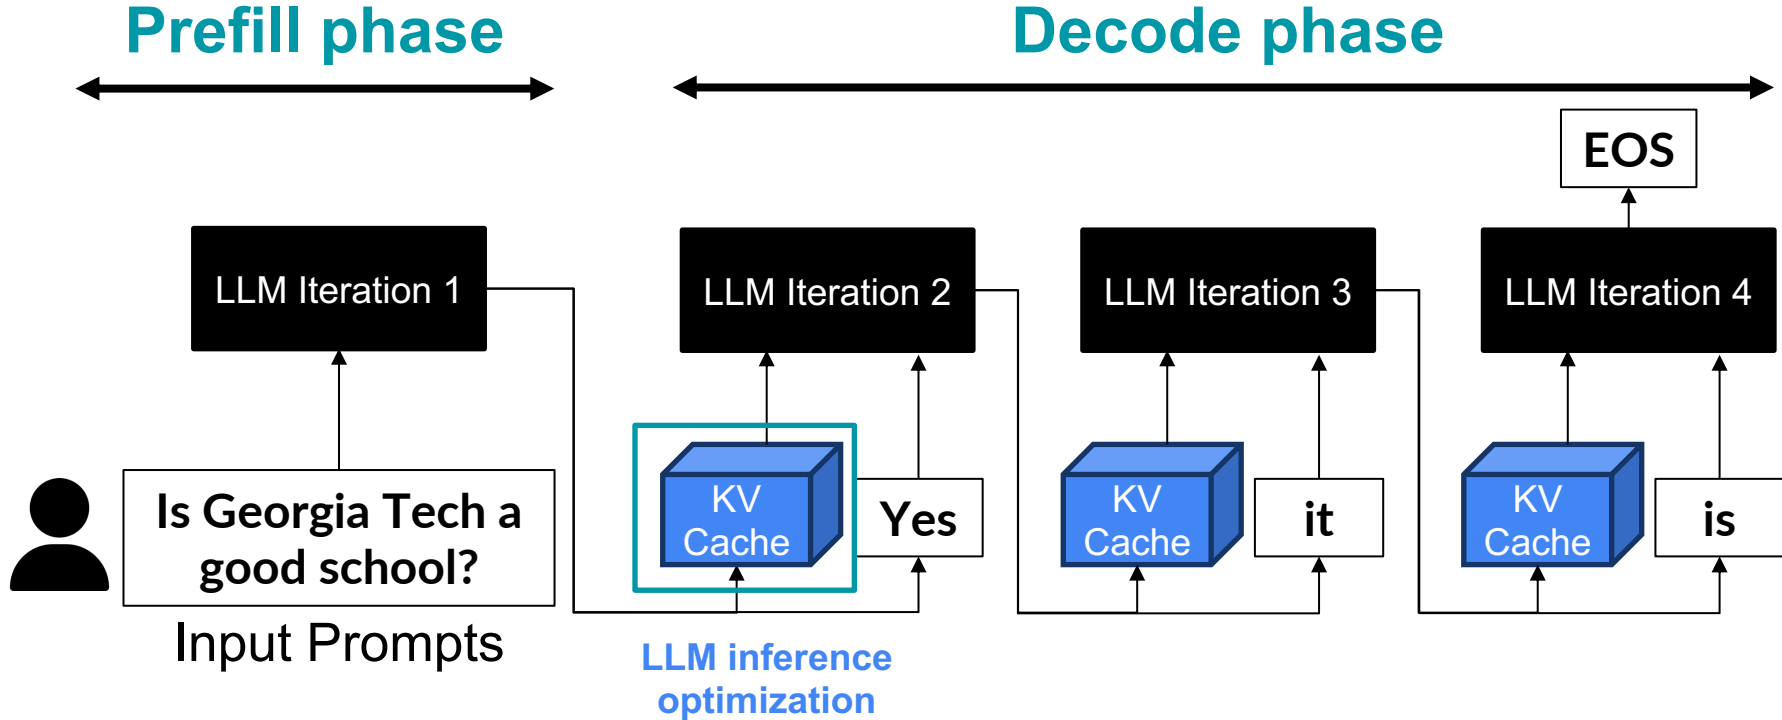 Prefill phase
Decode phase
EOS
LLM Iteration 1
LLM Iteration 2
LLM Iteration 3
LLM Iteration 4
Is Georgia Tech a
good school?
KV
Cache
Yes
KV
Cache
it
KV
Cache
is
Input Prompts
LLM inference
optimization